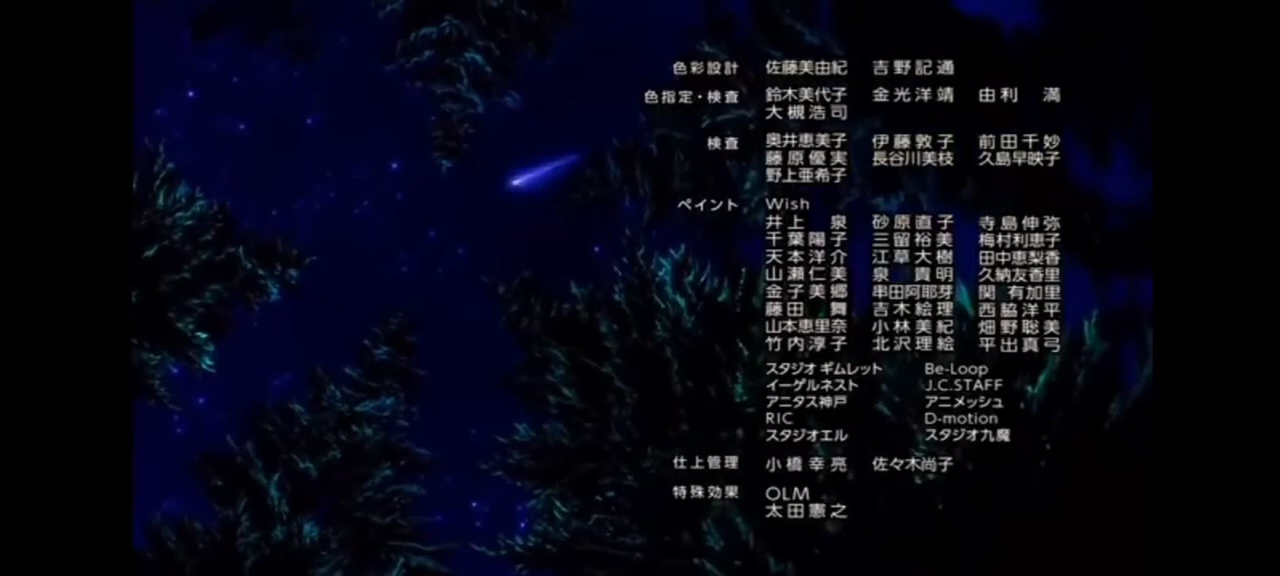 色彩設計 佐藤美由紀 吉野記通
色指定・検査 鈴木美代子 金光洋靖 由利 満
大槻浩司
検査 奥井恵美子 伊藤敦子 前田千妙
藤原優実 長谷川美枝 久島早映子
野上亜希子
ペイント Wish
井上 泉 砂原直子 寺島伸弥
千葉陽子 三留裕美 梅村利恵子
天本洋介 江草大樹 田中恵梨香
山瀬仁美 泉 貴明 久納友香里
金子美郷 串田阿耶芽 関 有加里
藤田 舞 吉木絵理 西脇洋平
山本恵里奈 小林美紀 畑野聡美
竹内淳子 北沢理絵 平出真弓
スタジオ ギムレット Be-Loop
イーゲルネスト J.C.STAFF
アニタス神戸 アニメッシュ
RIC D-motion
スタジオエル スタジオ九魔
仕上管理 小橋幸亮 佐々木尚子
特殊効果 OLM
太田憲之